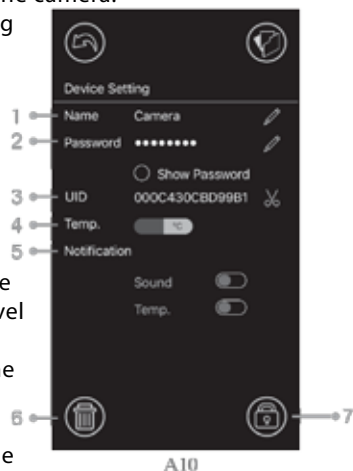 the camera.
g
Device Setting
1 Name Camera
2 Password ••••••••
Show Password
3 UID 000C430CBD99B1
4 Temp. °C
5 Notification
e
Sound
vel
Temp.
e
6 7
e
A10